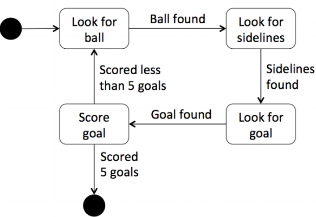 Look for
ball
Ball found
Look for
sidelines
Sidelines
found
Look for
goal
Goal found
Score
goal
Scored less
than 5 goals
Scored
5 goals